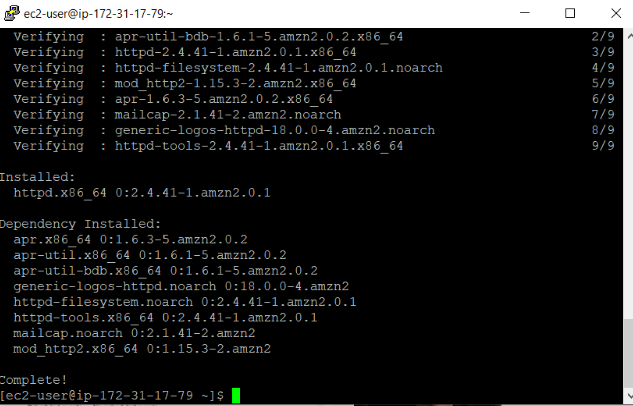 ec2-user@ip-172-31-17-79:~
Verifying : apr-util-bdb-1.6.1-5.amzn2.0.2.x86_64 2/9
Verifying : httpd-2.4.41-1.amzn2.0.1.x86_64 3/9
Verifying : httpd-filesystem-2.4.41-1.amzn2.0.1.noarch 4/9
Verifying : mod_http2-1.15.3-2.amzn2.x86_64 5/9
Verifying : apr-1.6.3-5.amzn2.0.2.x86_64 6/9
Verifying : mailcap-2.1.41-2.amzn2.noarch 7/9
Verifying : generic-logos-httpd-18.0.0-4.amzn2.noarch 8/9
Verifying : httpd-tools-2.4.41-1.amzn2.0.1.x86_64 9/9
Installed:
httpd.x86_64 0:2.4.41-1.amzn2.0.1
Dependency Installed:
apr.x86_64 0:1.6.3-5.amzn2.0.2
apr-util.x86_64 0:1.6.1-5.amzn2.0.2
apr-util-bdb.x86_64 0:1.6.1-5.amzn2.0.2
generic-logos-httpd.noarch 0:18.0.0-4.amzn2
httpd-filesystem.noarch 0:2.4.41-1.amzn2.0.1
httpd-tools.x86_64 0:2.4.41-1.amzn2.0.1
mailcap.noarch 0:2.1.41-2.amzn2
mod_http2.x86_64 0:1.15.3-2.amzn2
Complete!
[ec2-user@ip-172-31-17-79 ~]$